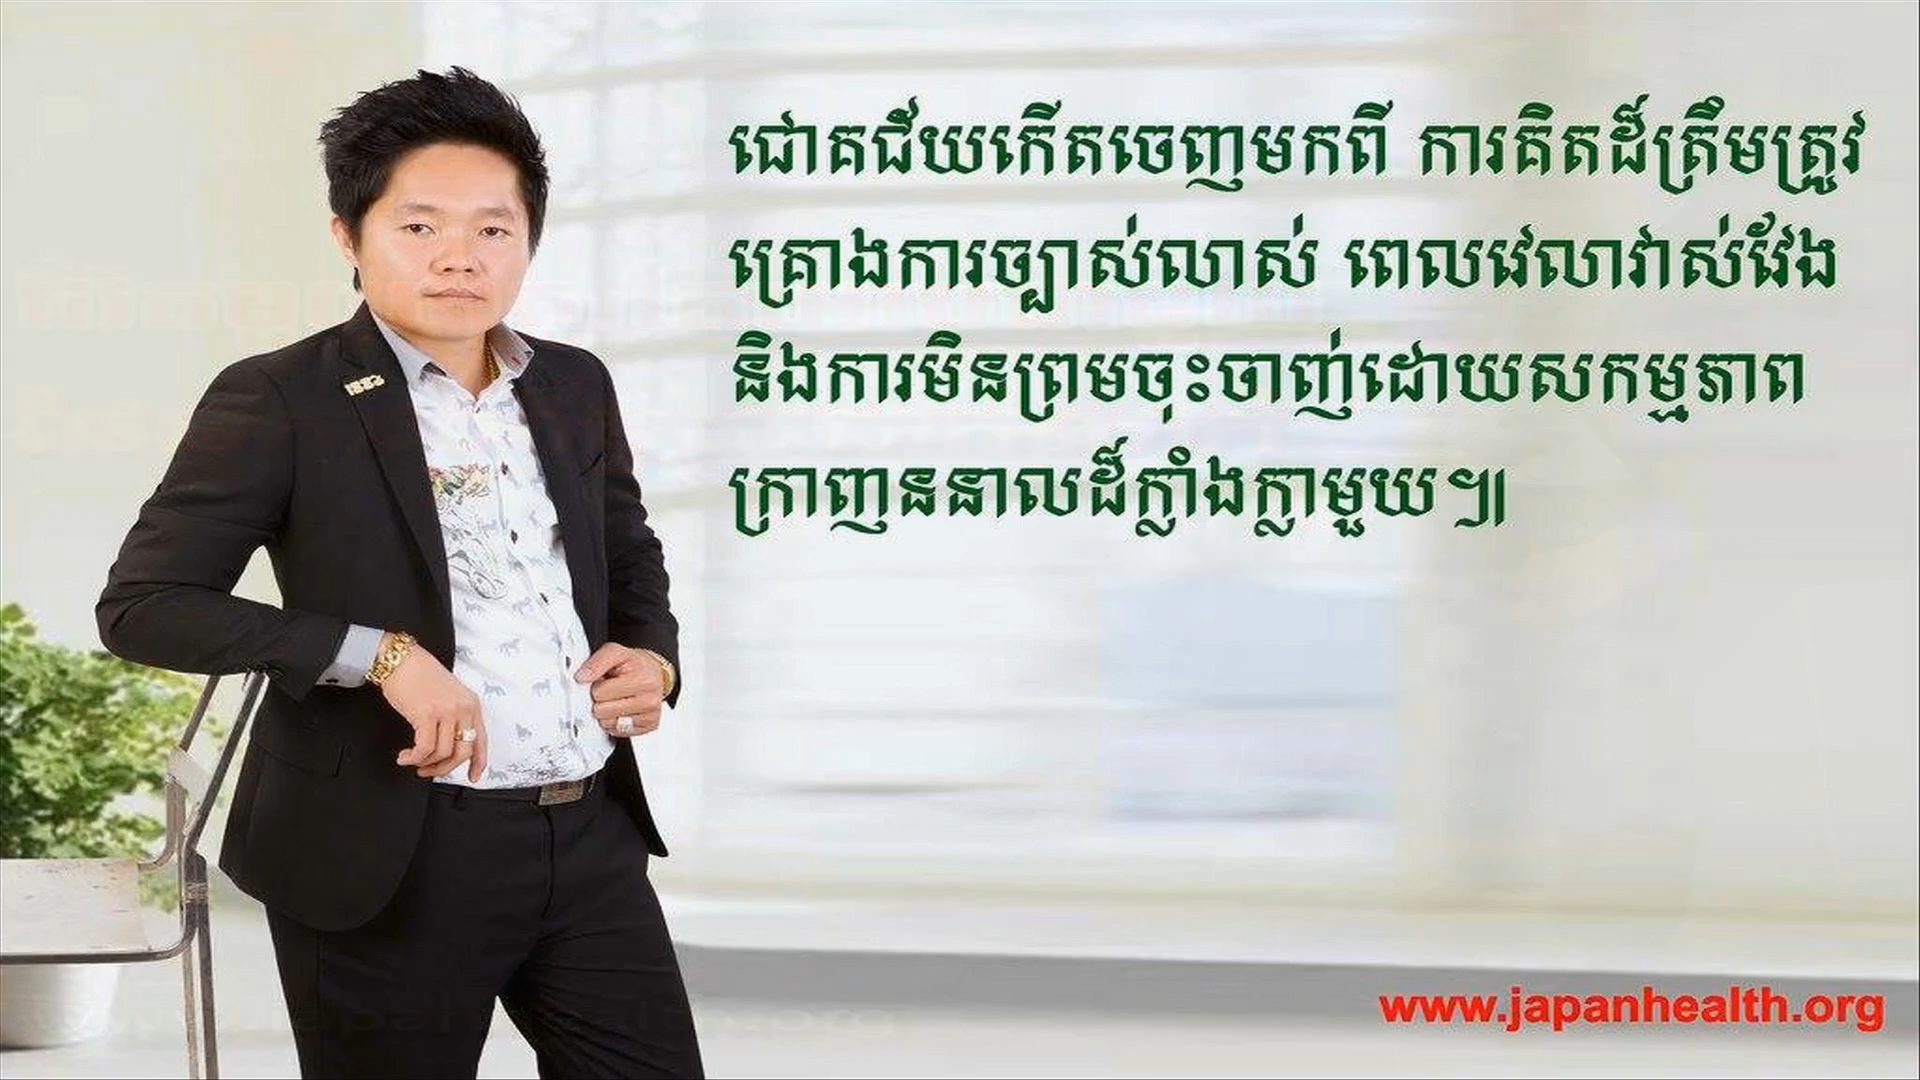 ជោគជ័យកើតចេញមកពី ការគិតដ៏ត្រឹមត្រូវ
គម្រោងការច្បាស់លាស់ ពេលវេលាវាស់វែង
និងការមិនព្រមចុះចាញ់ដោយសកម្មភាព
ក្រាញននាលដ៏ក្លាំងក្លាមួយ៕
www.japanhealth.org